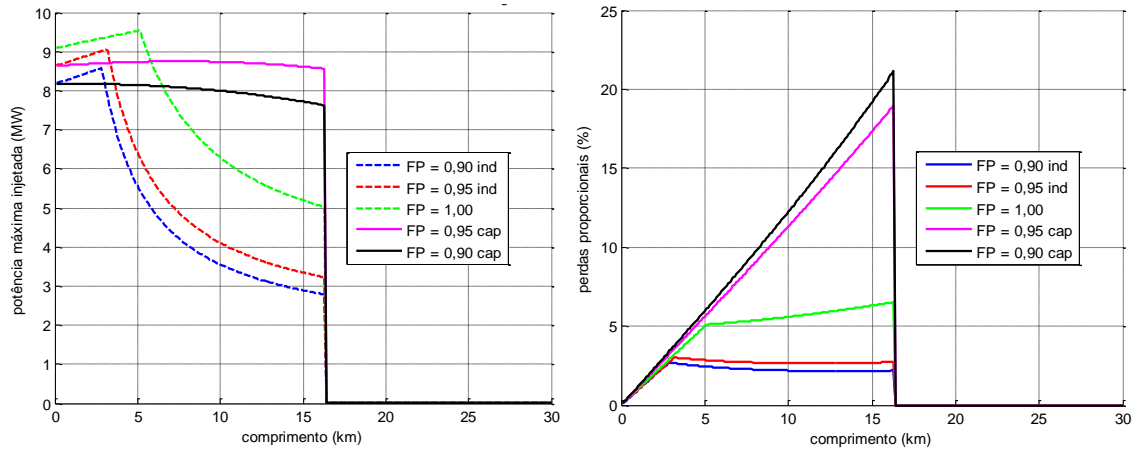 potência máxima injetada (MW)
10
9
8
7
6
5
4
3
2
1
0
FP = 0,90 ind
FP = 0,95 ind
FP = 1,00
FP = 0,95 cap
FP = 0,90 cap
0 5 10 15 20 25 30
comprimento (km)
perdas proporcionais (%)
25
20
15
10
5
0
FP = 0,90 ind
FP = 0,95 ind
FP = 1,00
FP = 0,95 cap
FP = 0,90 cap
0 5 10 15 20 25 30
comprimento (km)